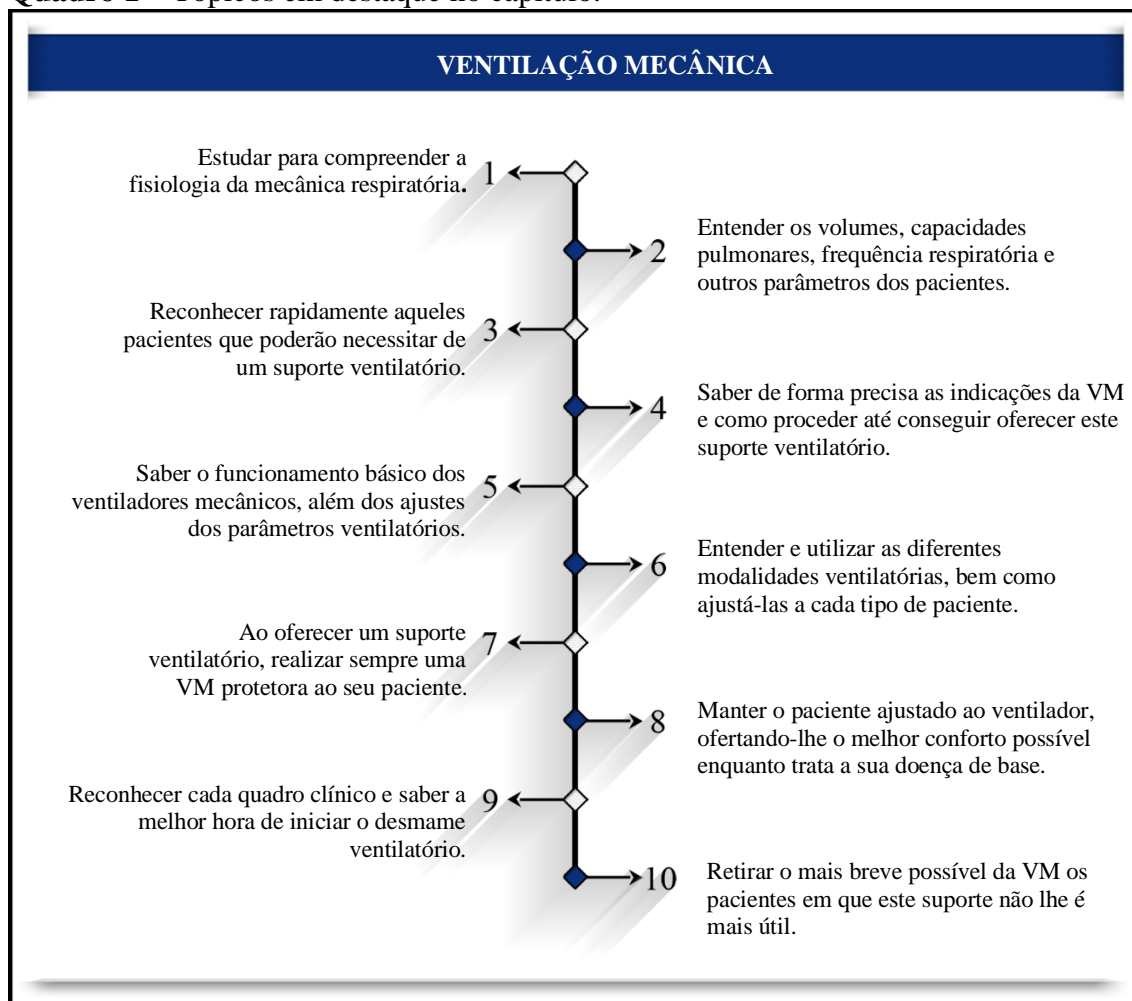 VENTILAÇÃO MECÂNICA
Estudar para compreender a
fisiologia da mecânica respiratória.
1
2
Entender os volumes, capacidades
pulmonares, frequência respiratória e
outros parâmetros dos pacientes.
Reconhecer rapidamente aqueles
pacientes que poderão necessitar de
um suporte ventilatório.
3
4
Saber de forma precisa as indicações da VM
e como proceder até conseguir oferecer este
suporte ventilatório.
Saber o funcionamento básico dos
ventiladores mecânicos, além dos ajustes
dos parâmetros ventilatórios.
5
6
Entender e utilizar as diferentes
modalidades ventilatórias, bem como
ajustá-las a cada tipo de paciente.
Ao oferecer um suporte
ventilatório, realizar sempre uma
VM protetora ao seu paciente.
7
8
Manter o paciente ajustado ao ventilador,
ofertando-lhe o melhor conforto possível
enquanto trata a sua doença de base.
Reconhecer cada quadro clínico e saber a
melhor hora de iniciar o desmame
ventilatório.
9
10
Retirar o mais breve possível da VM os
pacientes em que este suporte não lhe é
mais útil.